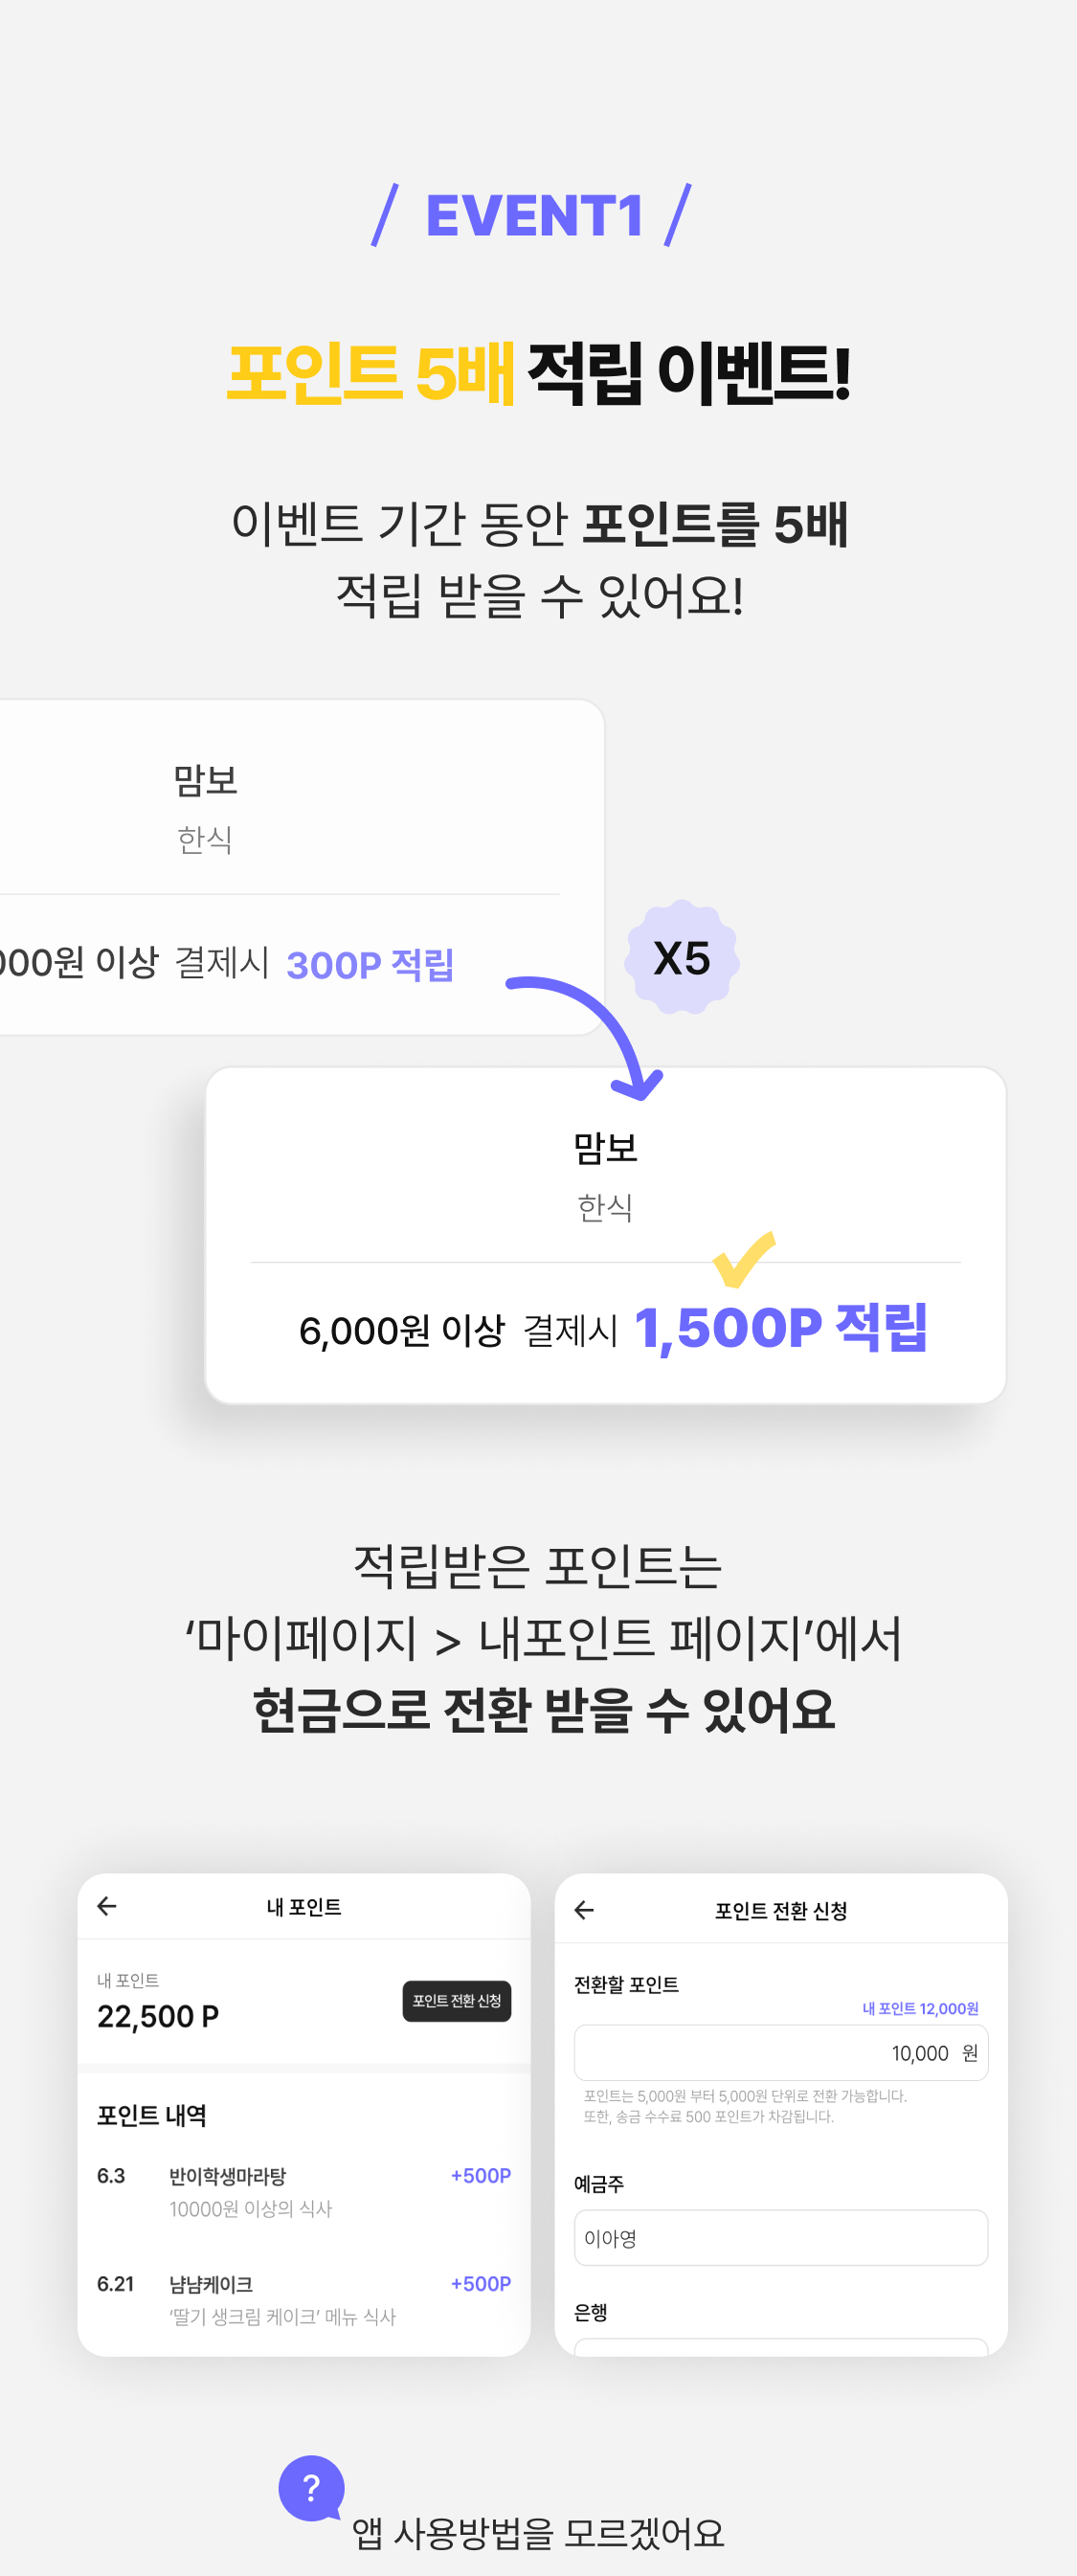 EVENT1
포인트 5배 적립 이벤트!
이벤트 기간 동안 포인트를 5배
적립 받을 수 있어요!
맘보
한식
000원 이상 결제시 300P 적립
X5
맘보
한식
6,000원 이상 결제시 1,500P 적립
적립받은 포인트는
‘마이페이지 > 내포인트 페이지’에서
현금으로 전환 받을 수 있어요
내 포인트
내 포인트
22,500 P
포인트 전환 신청
포인트 내역
6.3 반이학생마라탕 +500P
10000원 이상의 식사
6.21 냠냠케이크 +500P
‘딸기 생크림 케이크’ 메뉴 식사
포인트 전환 신청
전환할 포인트
내 포인트 12,000원
10,000 원
포인트는 5,000원 부터 5,000원 단위로 전환 가능합니다.
또한, 송금 수수료 500 포인트가 차감됩니다.
예금주
이아영
은행
?
앱 사용방법을 모르겠어요